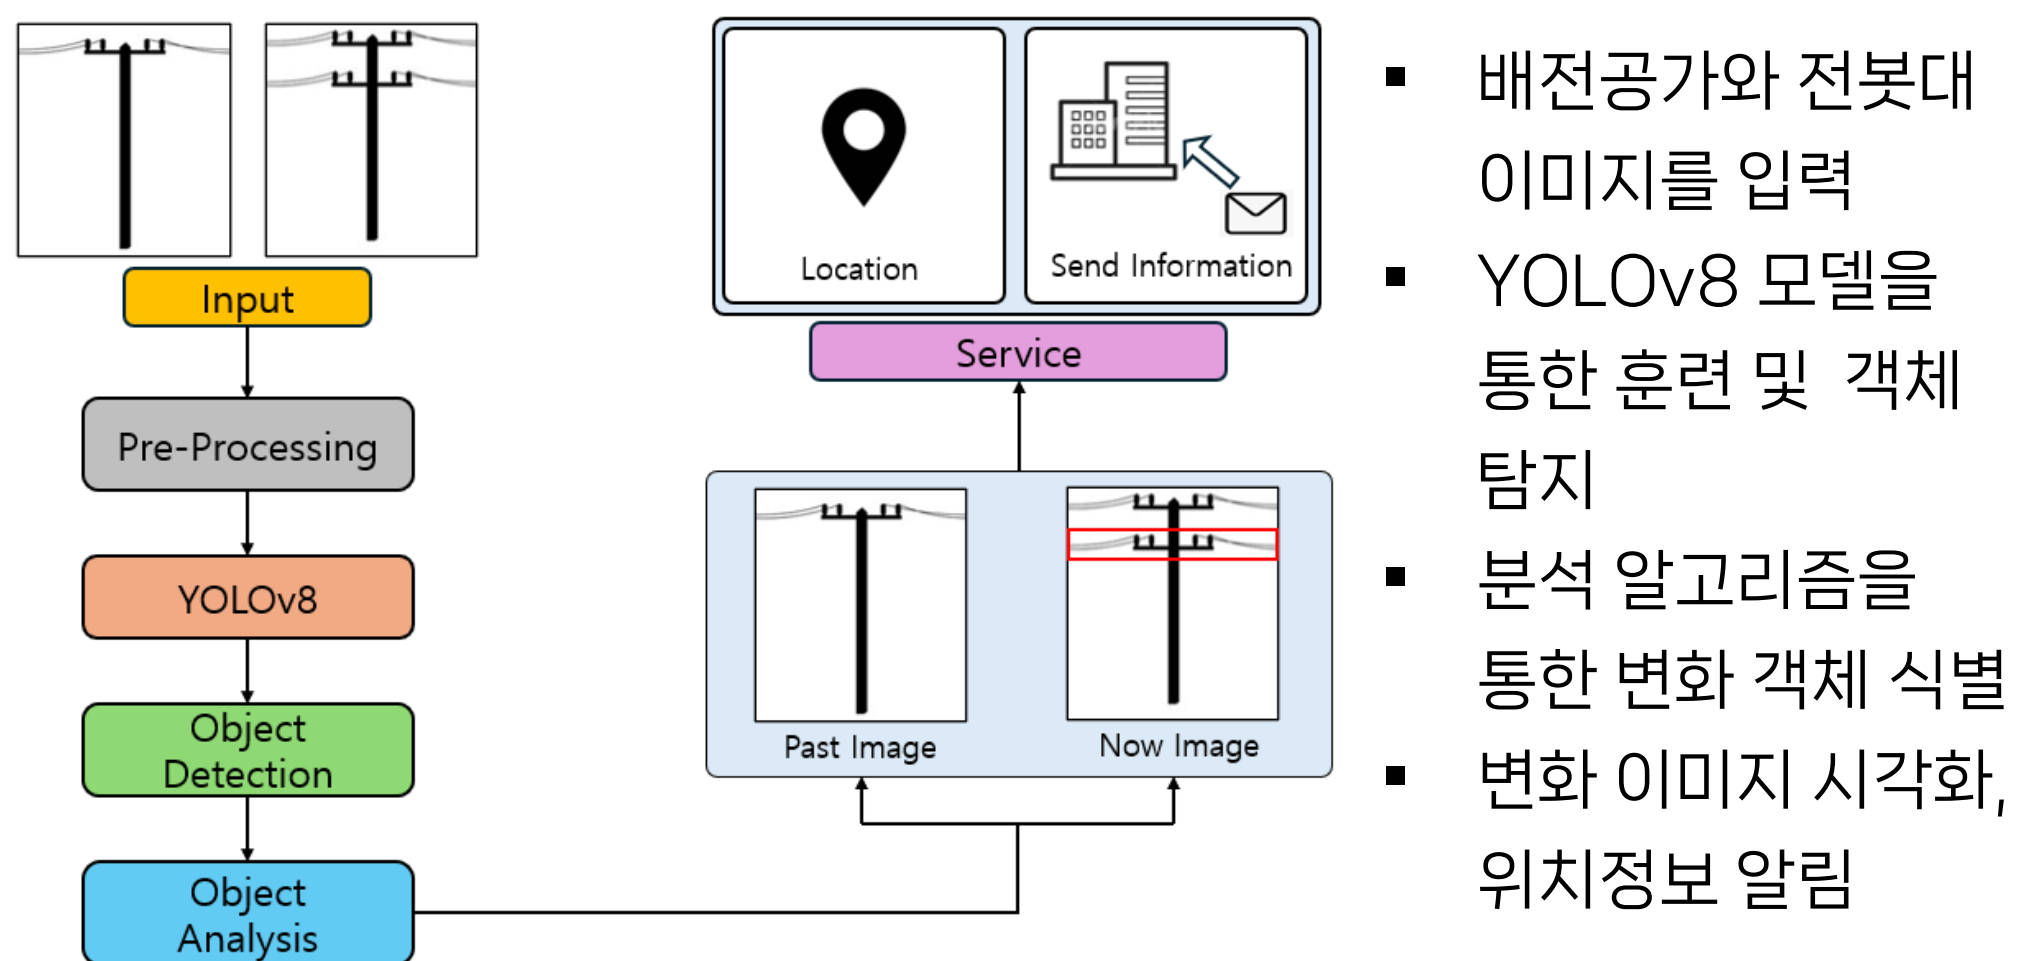 Input
Pre-Processing
YOLOv8
Object
Detection
Object
Analysis
Location
Send Information
Service
Past Image
Now Image
▪ 배전공가와 전봇대
이미지를 입력
▪ YOLOv8 모델을
통한 훈련 및 객체
탐지
▪ 분석 알고리즘을
통한 변화 객체 식별
▪ 변화 이미지 시각화,
위치정보 알림